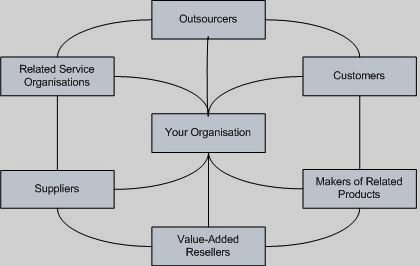 Outsourcers
Related Service
Organisations
Customers
Your Organisation
Suppliers
Makers of Related
Products
Value-Added
Resellers